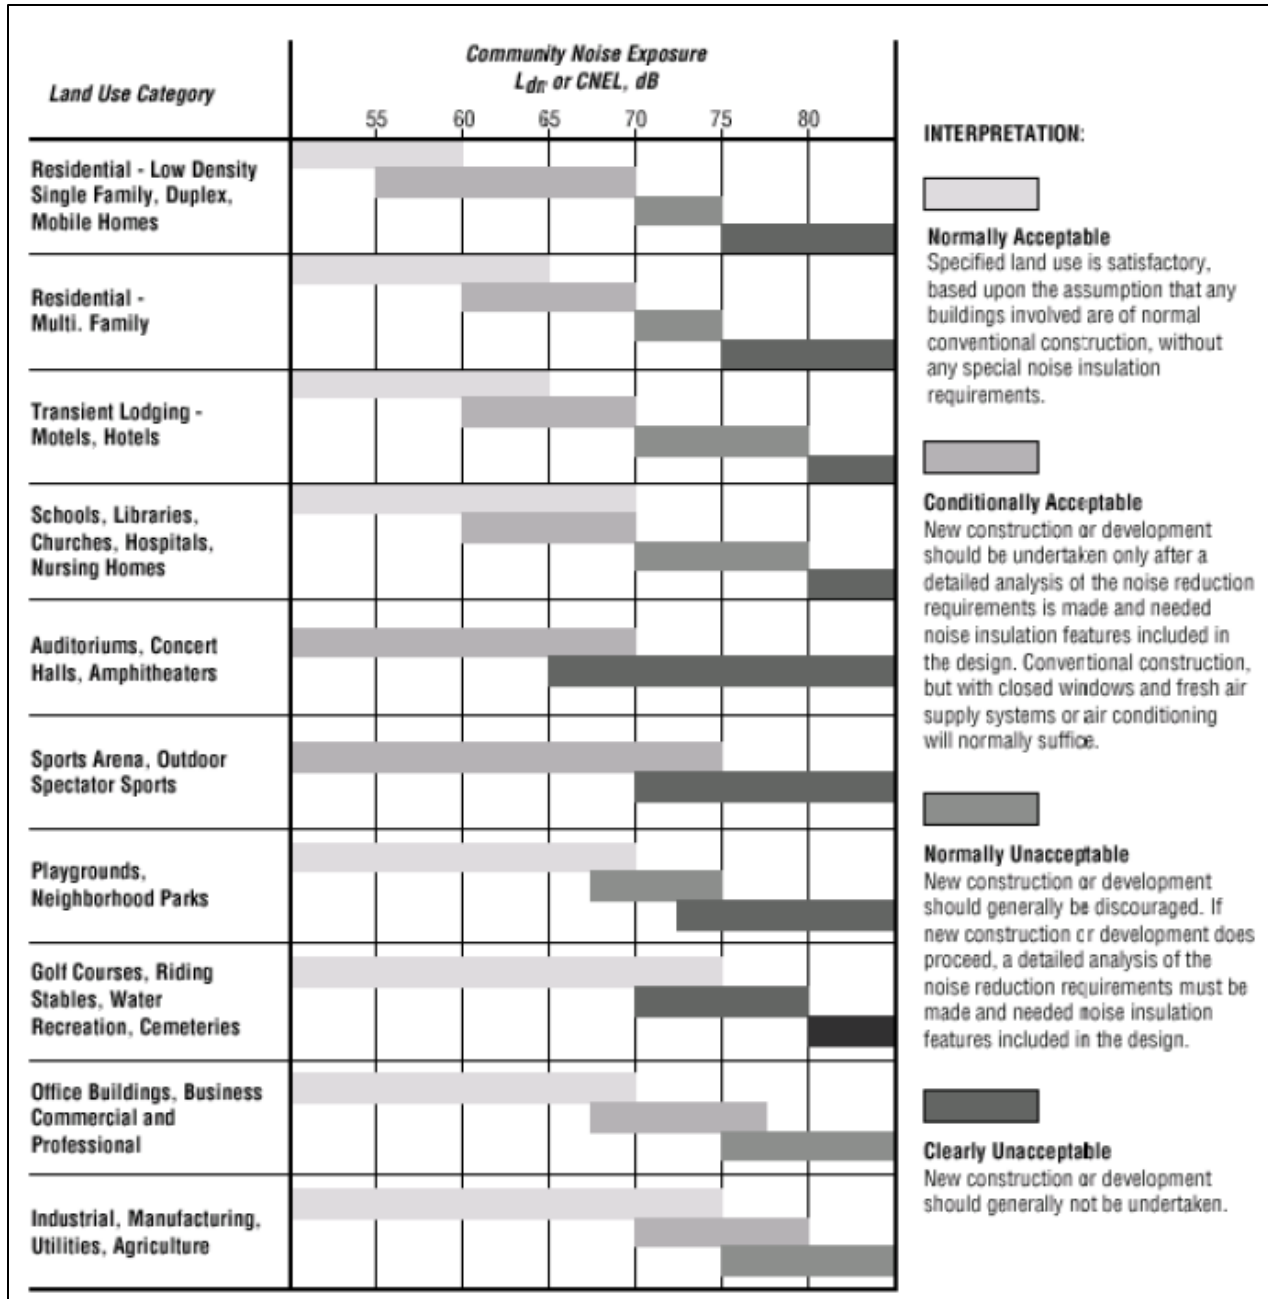 Land Use Category
Community Noise Exposure
Ldn or CNEL, dB
55 60 65 70 75 80
Residential - Low Density
Single Family, Duplex,
Mobile Homes
Residential -
Multi. Family
Transient Lodging -
Motels, Hotels
Schools, Libraries,
Churches, Hospitals,
Nursing Homes
Auditoriums, Concert
Halls, Amphitheaters
Sports Arena, Outdoor
Spectator Sports
Playgrounds,
Neighborhood Parks
Golf Courses, Riding
Stables, Water
Recreation, Cemeteries
Office Buildings, Business
Commercial and
Professional
Industrial, Manufacturing,
Utilities, Agriculture
INTERPRETATION:
Normally Acceptable
Specified land use is satisfactory,
based upon the assumption that any
buildings involved are of normal
conventional construction, without
any special noise insulation
requirements.
Conditionally Acceptable
New construction or development
should be undertaken only after a
detailed analysis of the noise reduction
requirements is made and needed
noise insulation features included in
the design. Conventional construction,
but with closed windows and fresh air
supply systems or air conditioning
will normally suffice.
Normally Unacceptable
New construction or development
should generally be discouraged. If
new construction or development does
proceed, a detailed analysis of the
noise reduction requirements must be
made and needed noise insulation
features included in the design.
Clearly Unacceptable
New construction or development
should generally not be undertaken.